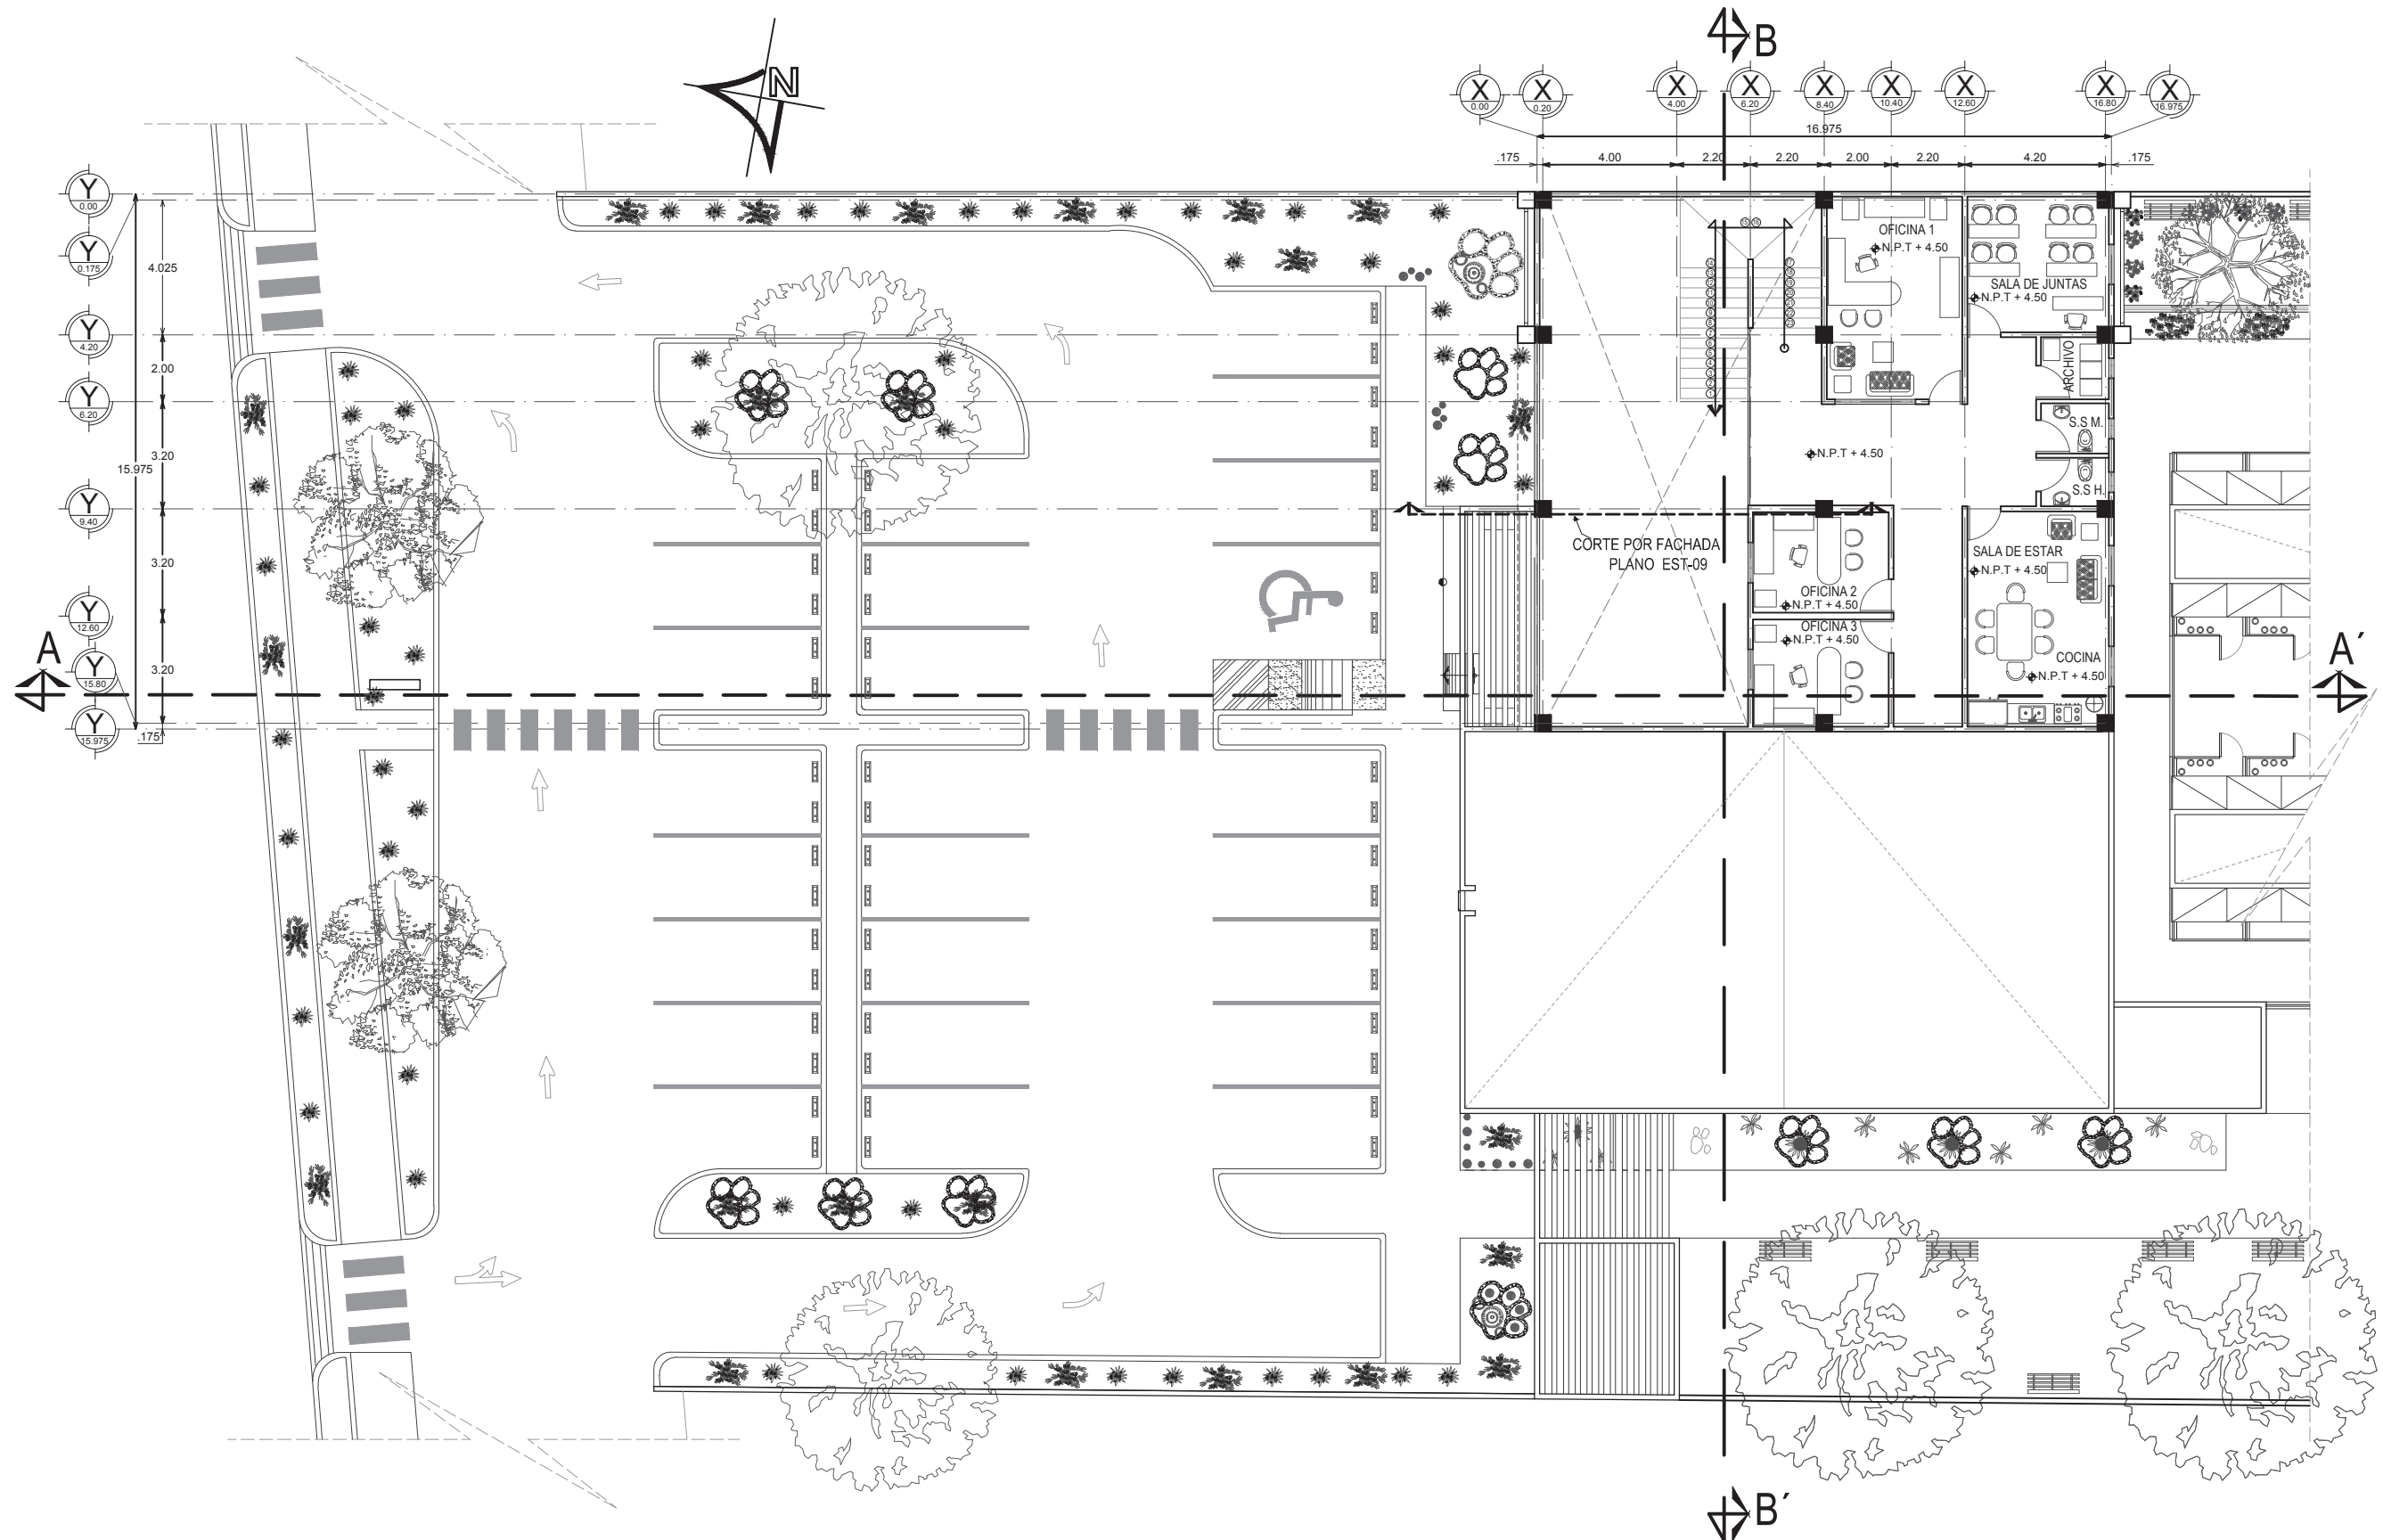 B
N
X
0.00
X
0.20
X
4.00
X
6.20
X
8.40
X
10.40
X
12.60
X
16.80
X
16.975
16.975
.175
4.00
2.20
2.20
2.00
2.20
4.20
.175
Y
0.00
Y
0.175
Y
4.20
Y
6.20
Y
9.40
Y
12.60
Y
15.80
Y
15.975
4.025
2.00
3.20
15.975
3.20
3.20
.175
OFICINA 1
N.P.T + 4.50
SALA DE JUNTAS
N.P.T + 4.50
ARCHIVO
S.S M.
N.P.T + 4.50
S.S H.
CORTE POR FACHADA
PLANO EST-09
SALA DE ESTAR
N.P.T + 4.50
OFICINA 2
N.P.T + 4.50
OFICINA 3
N.P.T + 4.50
COCINA
N.P.T + 4.50
A
A´
B´